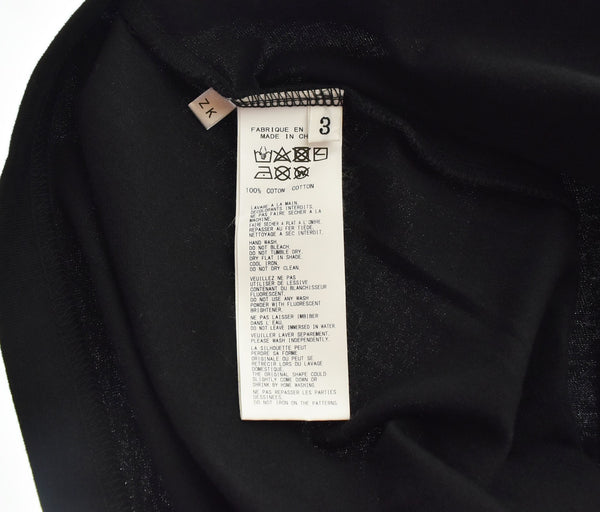 ZK
3
FABRIQUE EN
MADE IN CH
100% COTON COTTON
LAVARE A LA MAIN.
DECOLORANTS INTERDITS.
NE PAS FAIRE SECHER A LA
MACHINE.
FAIRE SECHER A PLAT A L'OMBRE.
REPASSER AU FER TIEDE.
NETTOYAGE A SEC INTERDIT.
HAND WASH.
DO NOT BLEACH.
DO NOT TUMBLE DRY.
DRY FLAT IN SHADE.
COOL IRON.
DO NOT DRY CLEAN.
VEUILLEZ NE PAS
UTILISER DE LESSIVE
CONTENANT DU BLANCHISSEUR
FLUORESCENT.
DO NOT USE ANY WASH
POWDER WITH FLUORESCENT
BRIGHTENER.
NE PAS LAISSER IMBIBER
DANS L'EAU.
DO NOT LEAVE IMMERSED IN WATER.
VEUILLER LAVER SEPAREMENT.
PLEASE WASH INDEPENDENTLY.
LA SILHOUETTE PEUT
PERDRE SA FORME
ORIGINALE OU PEUT SE
RETRECIR LORS DU LAVAGE
DOMESTIQUE.
THE ORIGINAL SHAPE COULD
SLIGHTLY COME DOWN OR
SHRINK BY HOME WASHING
NE PAS REPASSER LES PARTIES
DESSINEES.
DO NOT IRON ON THE PATTERNS